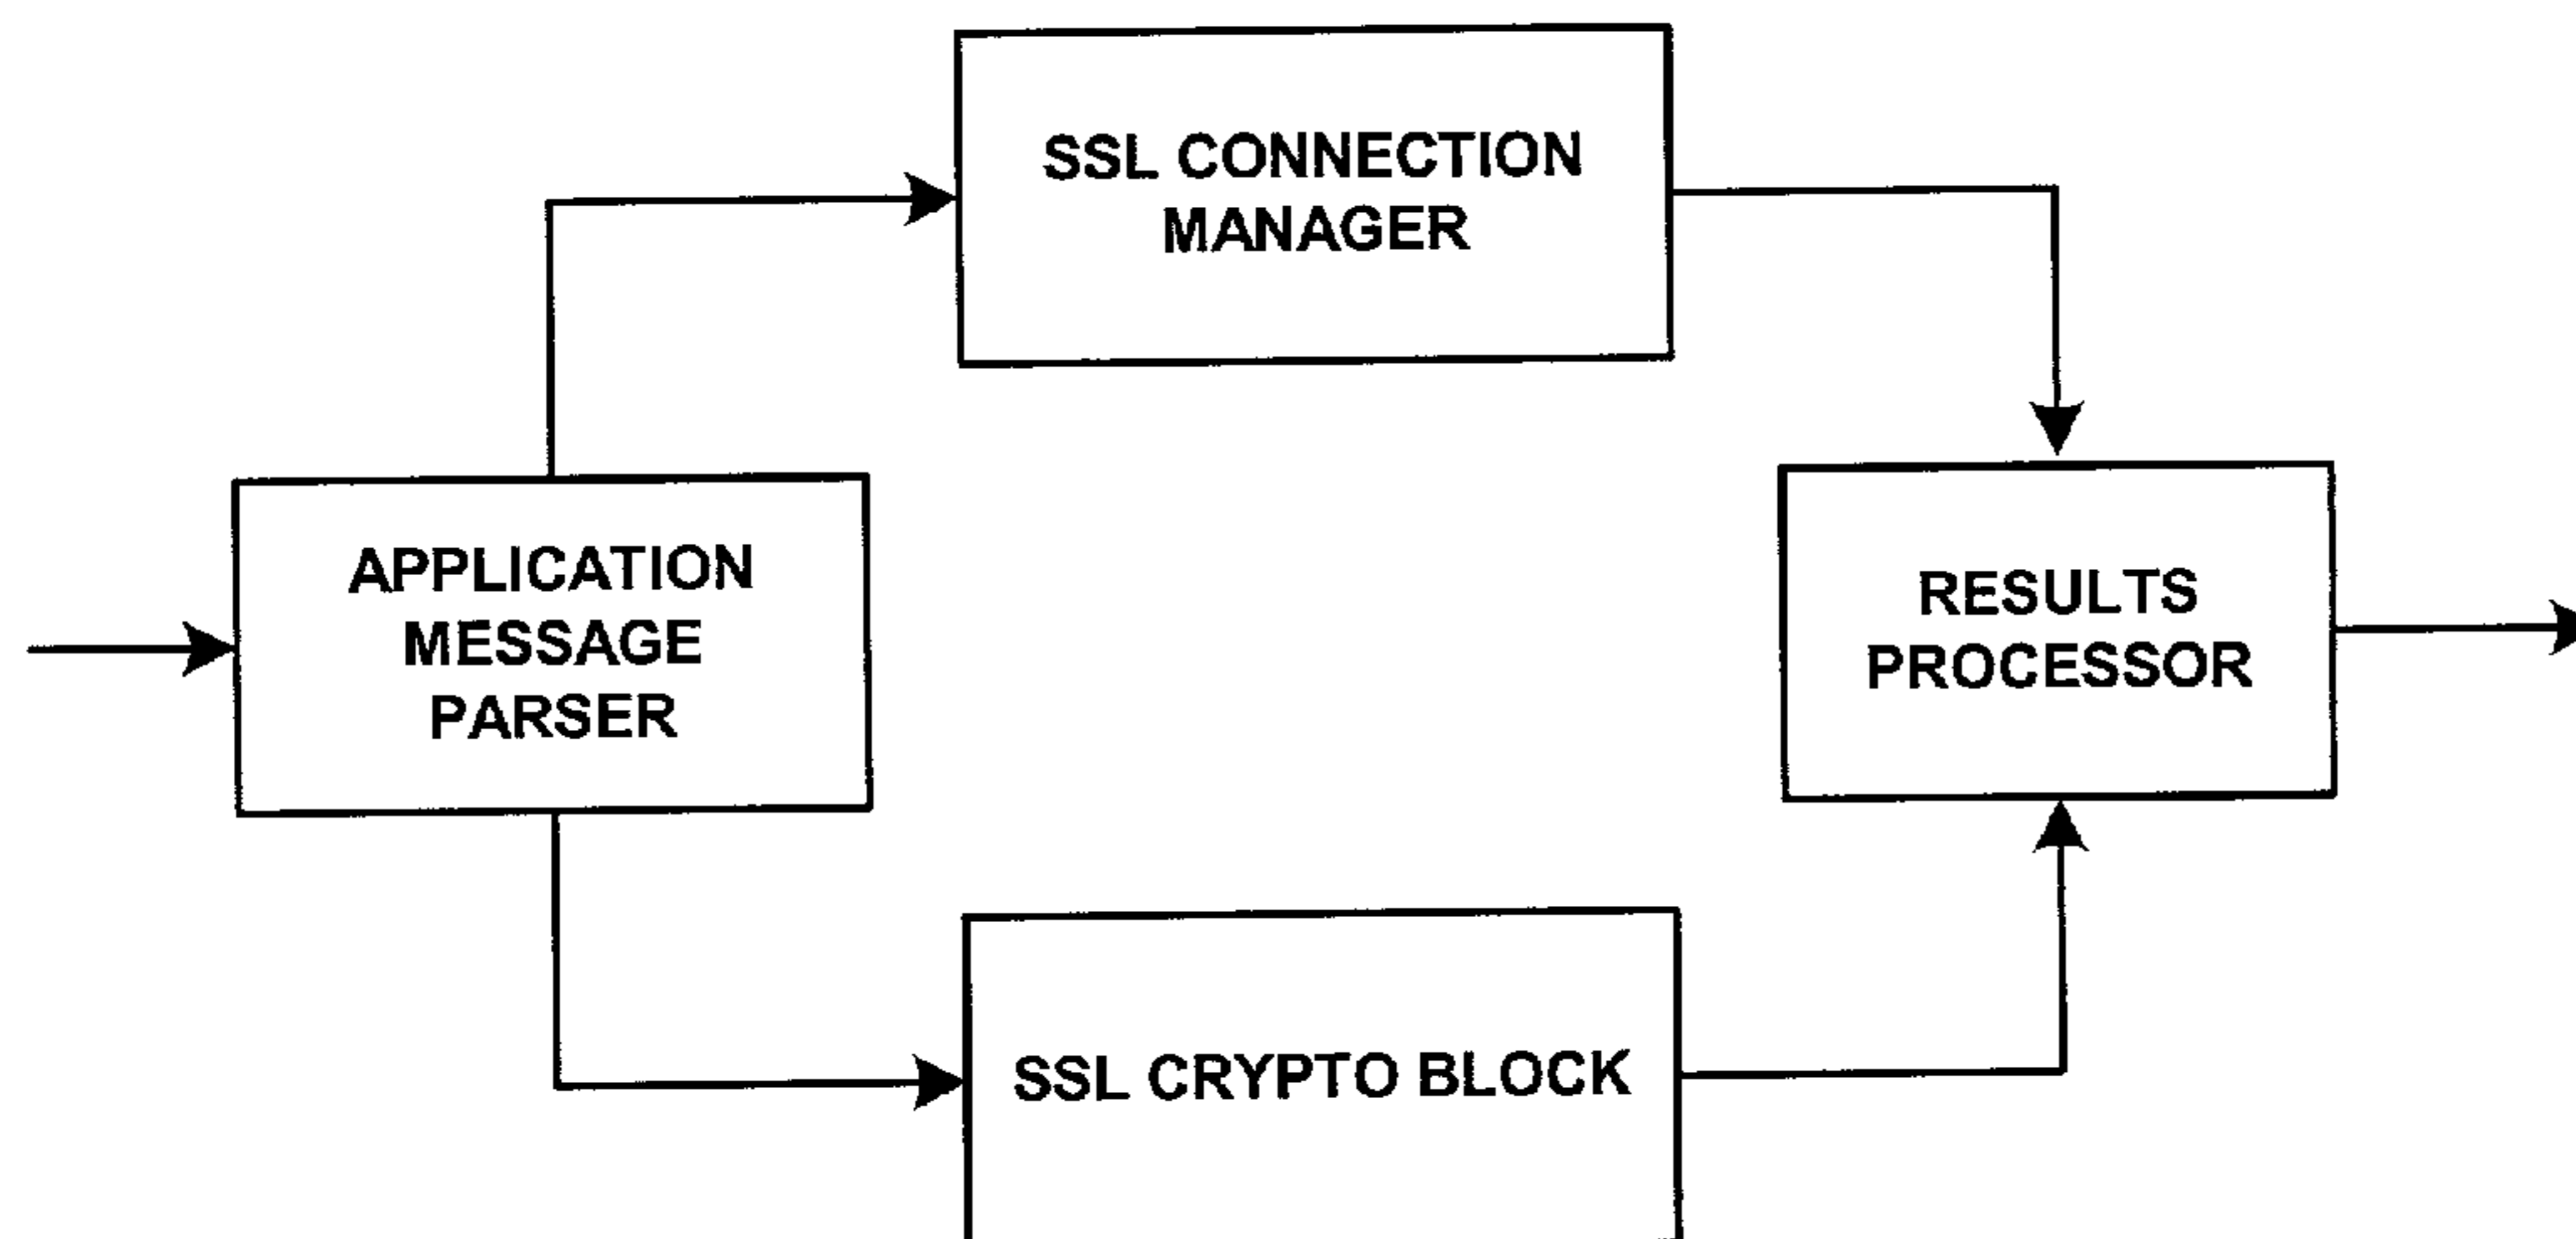 SSL CONNECTION
MANAGER
APPLICATION
MESSAGE
PARSER
RESULTS
PROCESSOR
SSL CRYPTO BLOCK